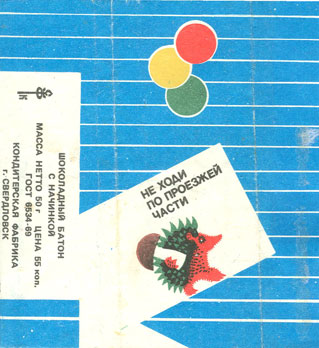 НЕ ХОДИ
ПО ПРОЕЗЖЕЙ
ЧАСТИ
ШОКОЛАДНЫЙ БАТОН
С НАЧИНКОЙ
МАССА НЕТТО 50 г ЦЕНА 55 коп.
ГОСТ 6534-69
КОНДИТЕРСКАЯ ФАБРИКА
г. СВЕРДЛОВСК